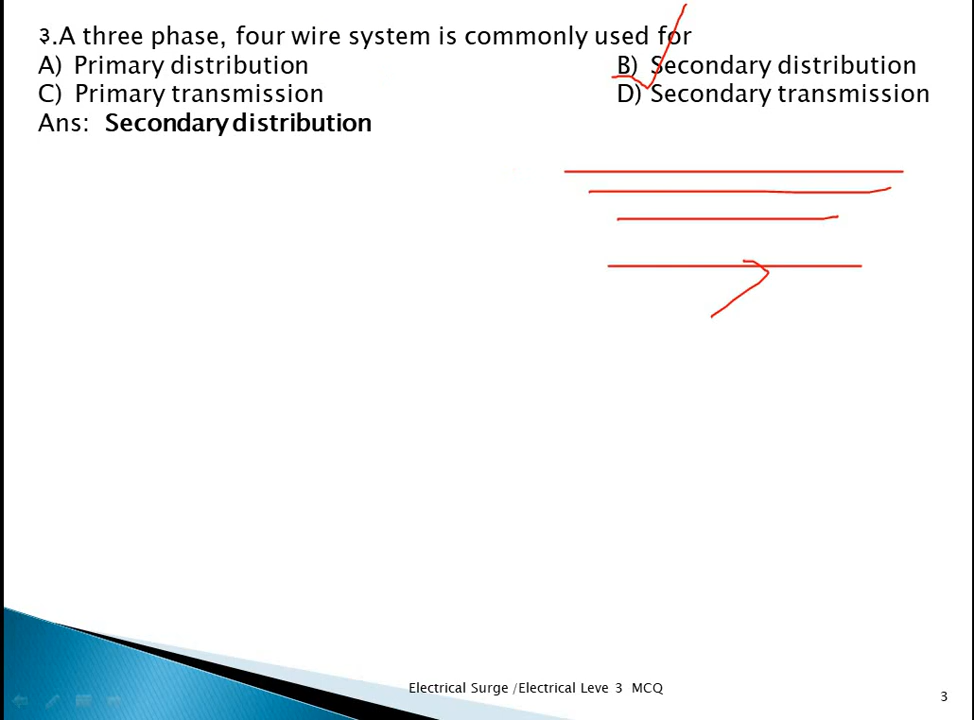 ३.A three phase, four wire system is commonly used for
A) Primary distribution B) Secondary distribution
C) Primary transmission D) Secondary transmission
Ans: Secondary distribution
Electrical Surge /Electrical Leve 3 MCQ
3